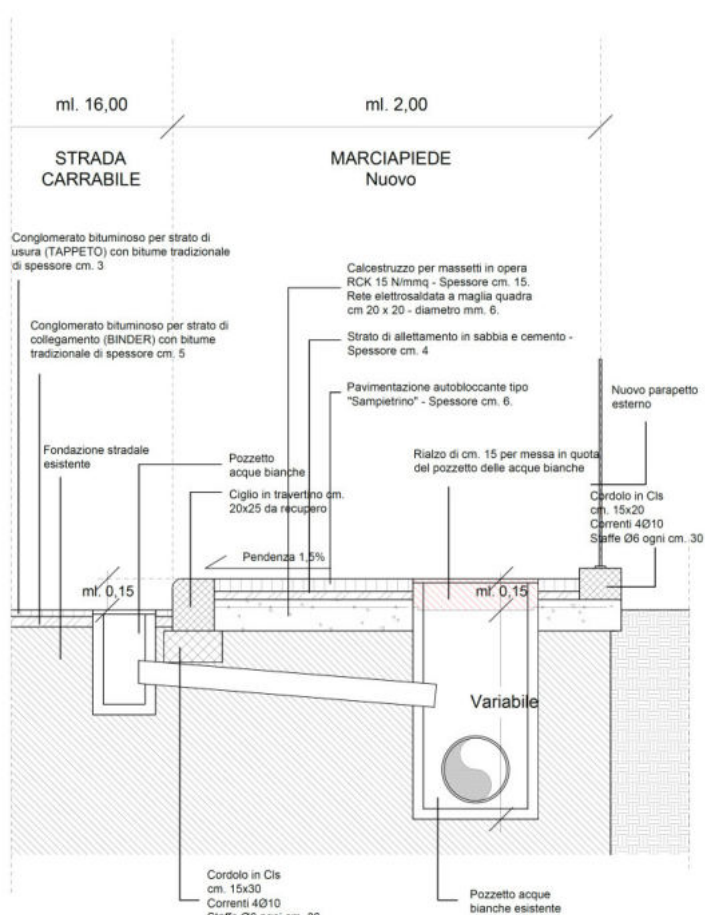 ml. 16,00
ml. 2,00
STRADA
CARRABILE
MARCIAPIEDE
Nuovo
Conglomerato bituminoso per strato di
usura (TAPPETO) con bitume tradizionale
di spessore cm. 3
Calcestruzzo per massetti in opera
RCK 15 N/mmq - Spessore cm. 15.
Rete elettrosaldata a maglia quadra
cm 20 x 20 - diametro mm. 6.
Conglomerato bituminoso per strato di
collegamento (BINDER) con bitume
tradizionale di spessore cm. 5
Strato di allettamento in sabbia e cemento -
Spessore cm. 4
Pavimentazione autobloccante tipo
"Sampietrino" - Spessore cm. 6.
Nuovo parapetto
esterno
Fondazione stradale
esistente
Pozzetto
acque bianche
Rialzo di cm. 15 per messa in quota
del pozzetto delle acque bianche
Ciglio in travertino cm.
20x25 da recupero
Cordolo in Cls
cm. 15x20
Correnti 4Ø10
Staffe Ø6 ogni cm. 30
Pendenza 1,5%
ml. 0,15
ml. 0,15
Variabile
Cordolo in Cls
cm. 15x30
Correnti 4Ø10
Staffe Ø6 ogni cm. 30
Pozzetto acque
bianche esistente